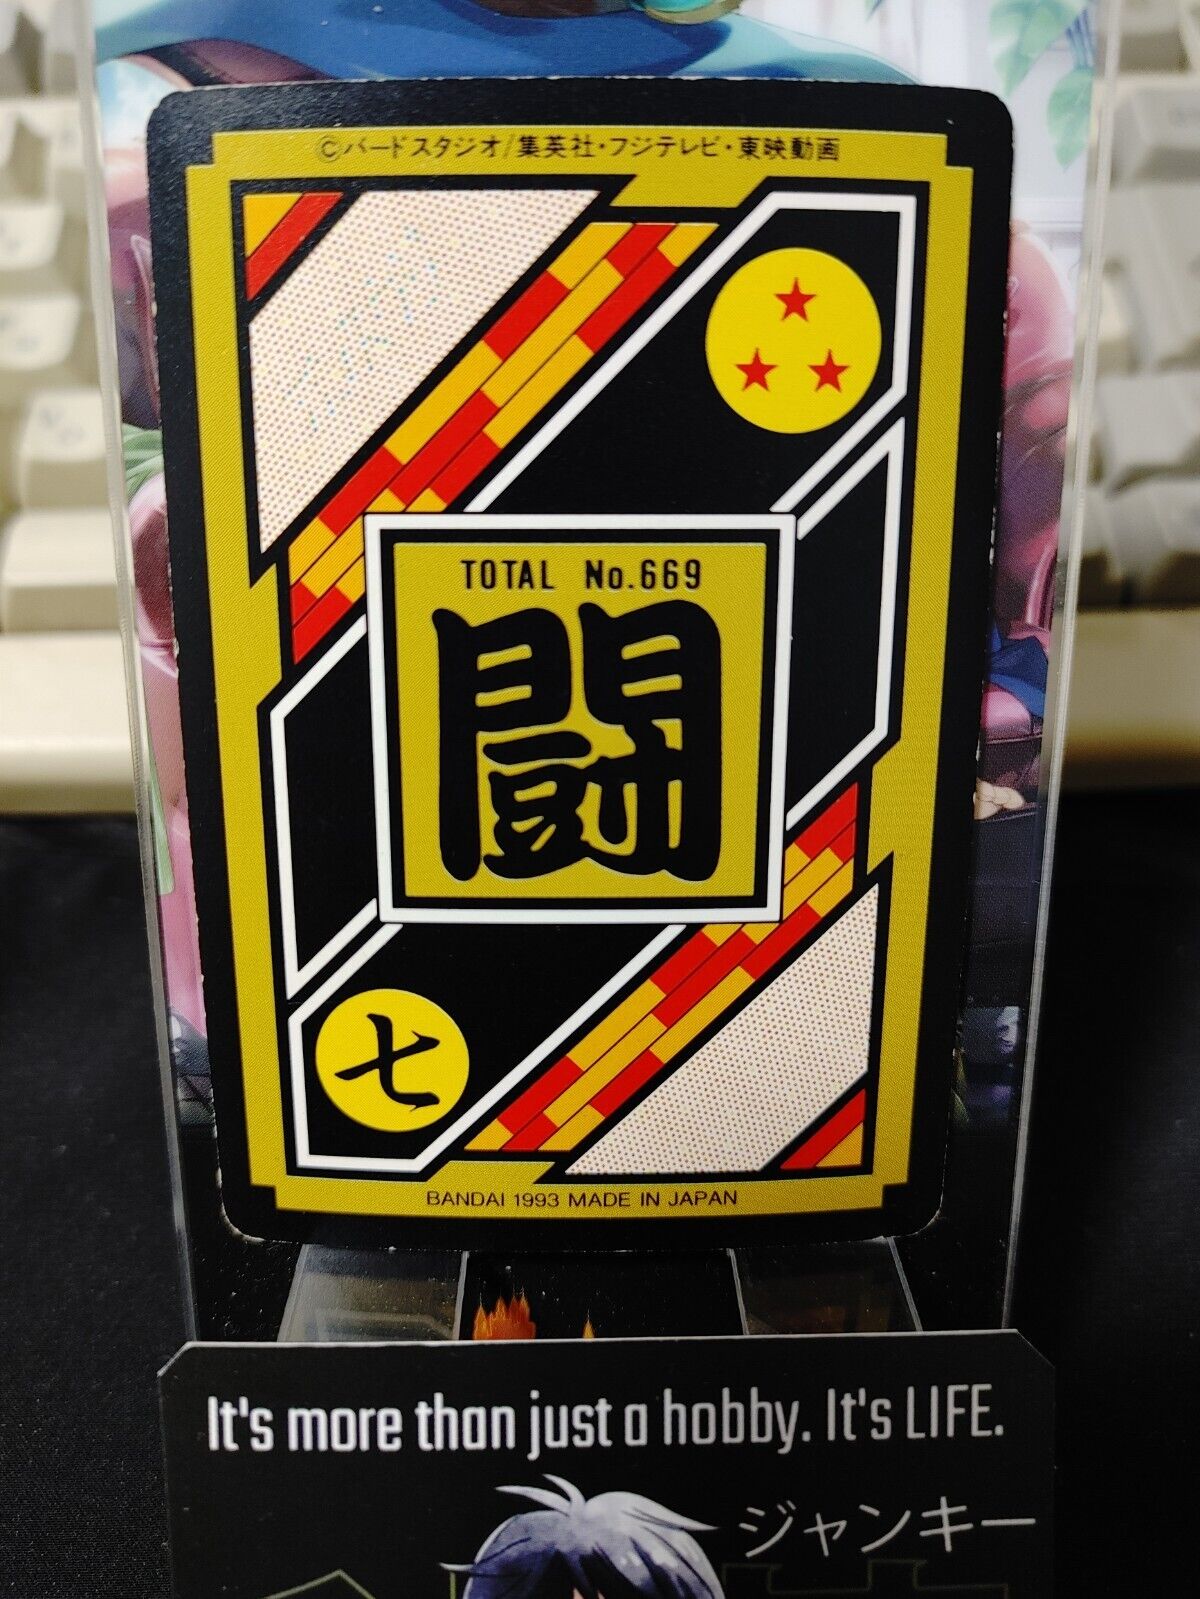 ©バードスタジオ/集英社・フジテレビ・東映動画
TOTAL No.669
闘
七
BANDAI 1993 MADE IN JAPAN
It's more than just a hobby. It's LIFE.
ジャンキー